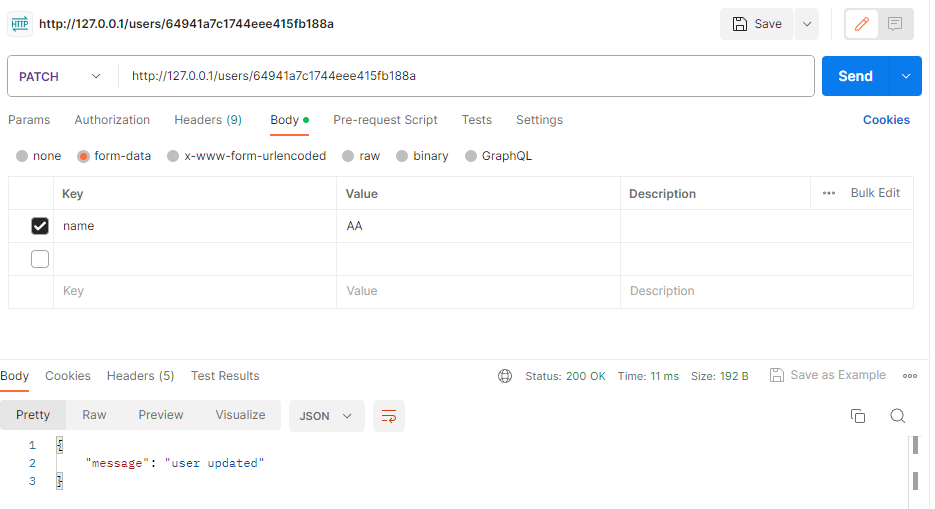 HTTP http://127.0.0.1/users/64941a7c1744eee415fb188a Save
PATCH http://127.0.0.1/users/64941a7c1744eee415fb188a Send
Params Authorization Headers (9) Body Pre-request Script Tests Settings Cookies
none form-data x-www-form-urlencoded raw binary GraphQL
Key Value Description Bulk Edit
name AA
Key Value Description
Body Cookies Headers (5) Test Results Status: 200 OK Time: 11 ms Size: 192 B Save as Example
Pretty Raw Preview Visualize JSON
1 {
2 "message": "user updated"
3 }